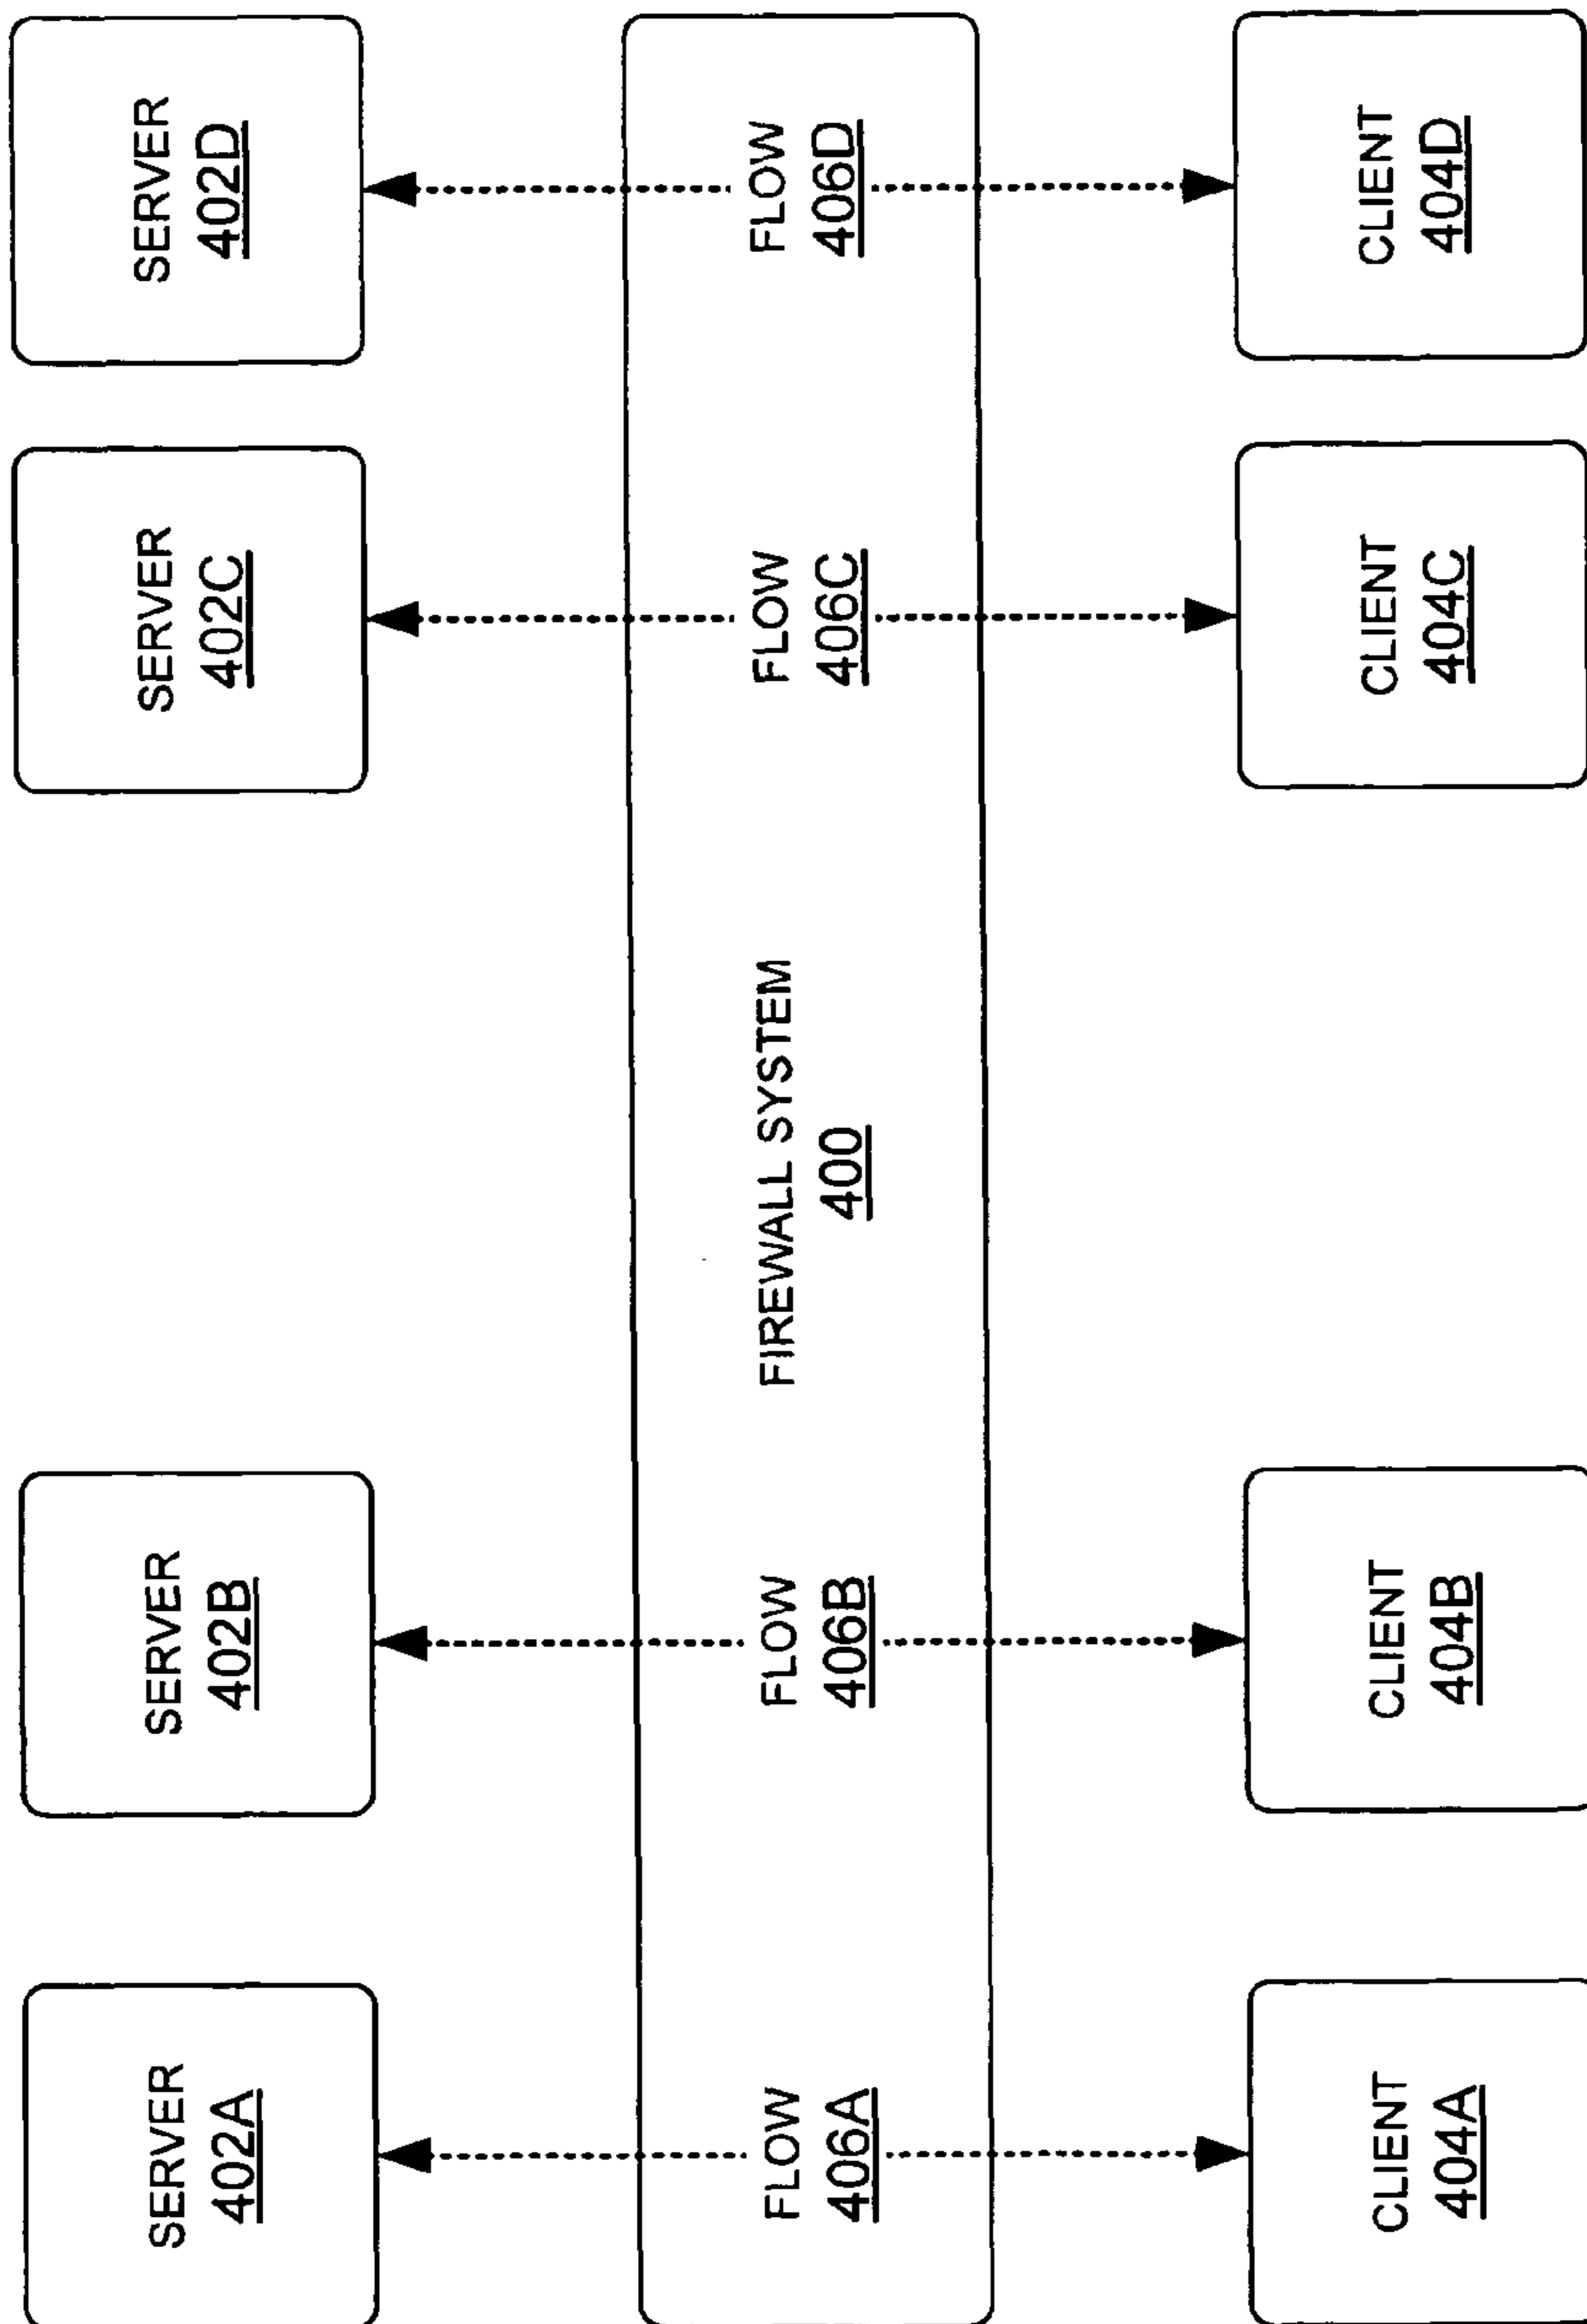 SERVER
402A
SERVER
402B
SERVER
402C
SERVER
402D
FLOW
406A
FLOW
406B
FIREWALL SYSTEM
400
FLOW
406C
FLOW
406D
CLIENT
404A
CLIENT
404B
CLIENT
404C
CLIENT
404D